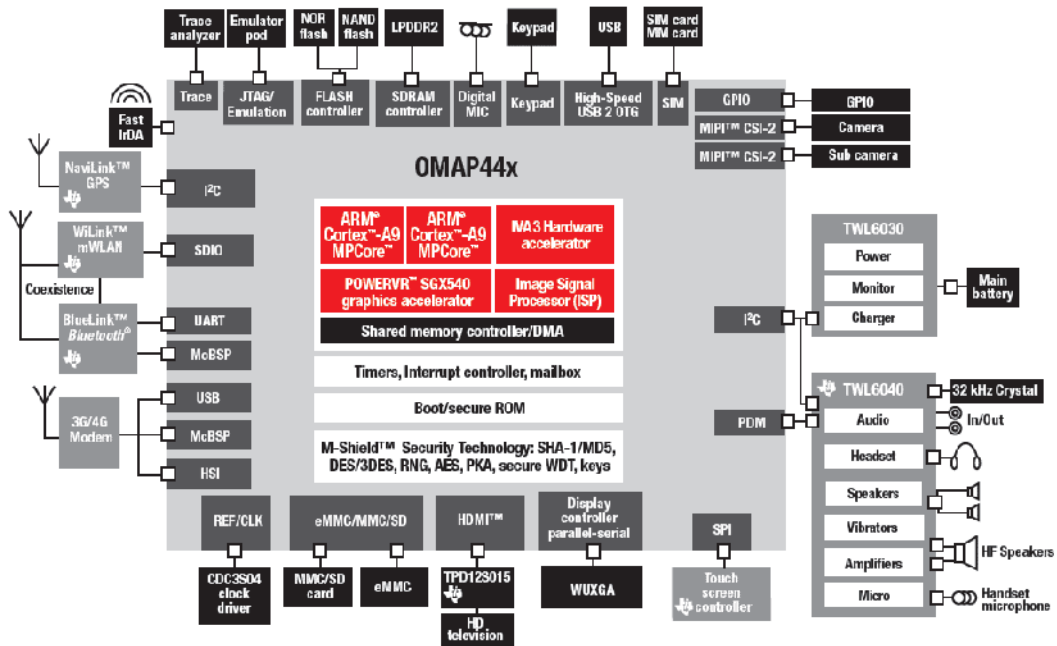 Trace
analyzer
Emulator
pod
NOR
flash
NAND
flash
LPDDR2
Keypad
USB
SIM card
MM card
Trace
JTAG/
Emulation
FLASH
controller
SDRAM
controller
Digital
MIC
Keypad
High-Speed
USB 2 OTG
SIM
GPIO
GPIO
MIPI™ CSI-2
Camera
MIPI™ CSI-2
Sub camera
Fast
IrDA
OMAP44x
NaviLink™
GPS
I²C
WiLink™
mWLAN
SDIO
Coexistence
BlueLink™
Bluetooth®
UART
McBSP
3G/4G
Modem
USB
McBSP
HSI
ARM®
Cortex™-A9
MPCore™
ARM®
Cortex™-A9
MPCore™
IVA3 Hardware
accelerator
POWERVR™ SGX540
graphics accelerator
Image Signal
Processor (ISP)
Shared memory controller/DMA
Timers, Interrupt controller, mailbox
Boot/secure ROM
M-Shield™ Security Technology: SHA-1/MD5,
DES/3DES, RNG, AES, PKA, secure WDT, keys
I²C
PDM
TWL6030
Power
Monitor
Charger
Main
battery
TWL6040
32 kHz Crystal
Audio
In/Out
Headset
Speakers
Vibrators
Amplifiers
HF Speakers
Micro
Handset
microphone
REF/CLK
eMMC/MMC/SD
HDMI™
Display
controller
parallel-serial
SPI
CDC3S04
clock
driver
MMC/SD
card
eMMC
TPD12S015
HD
television
WUXGA
Touch
screen
controller